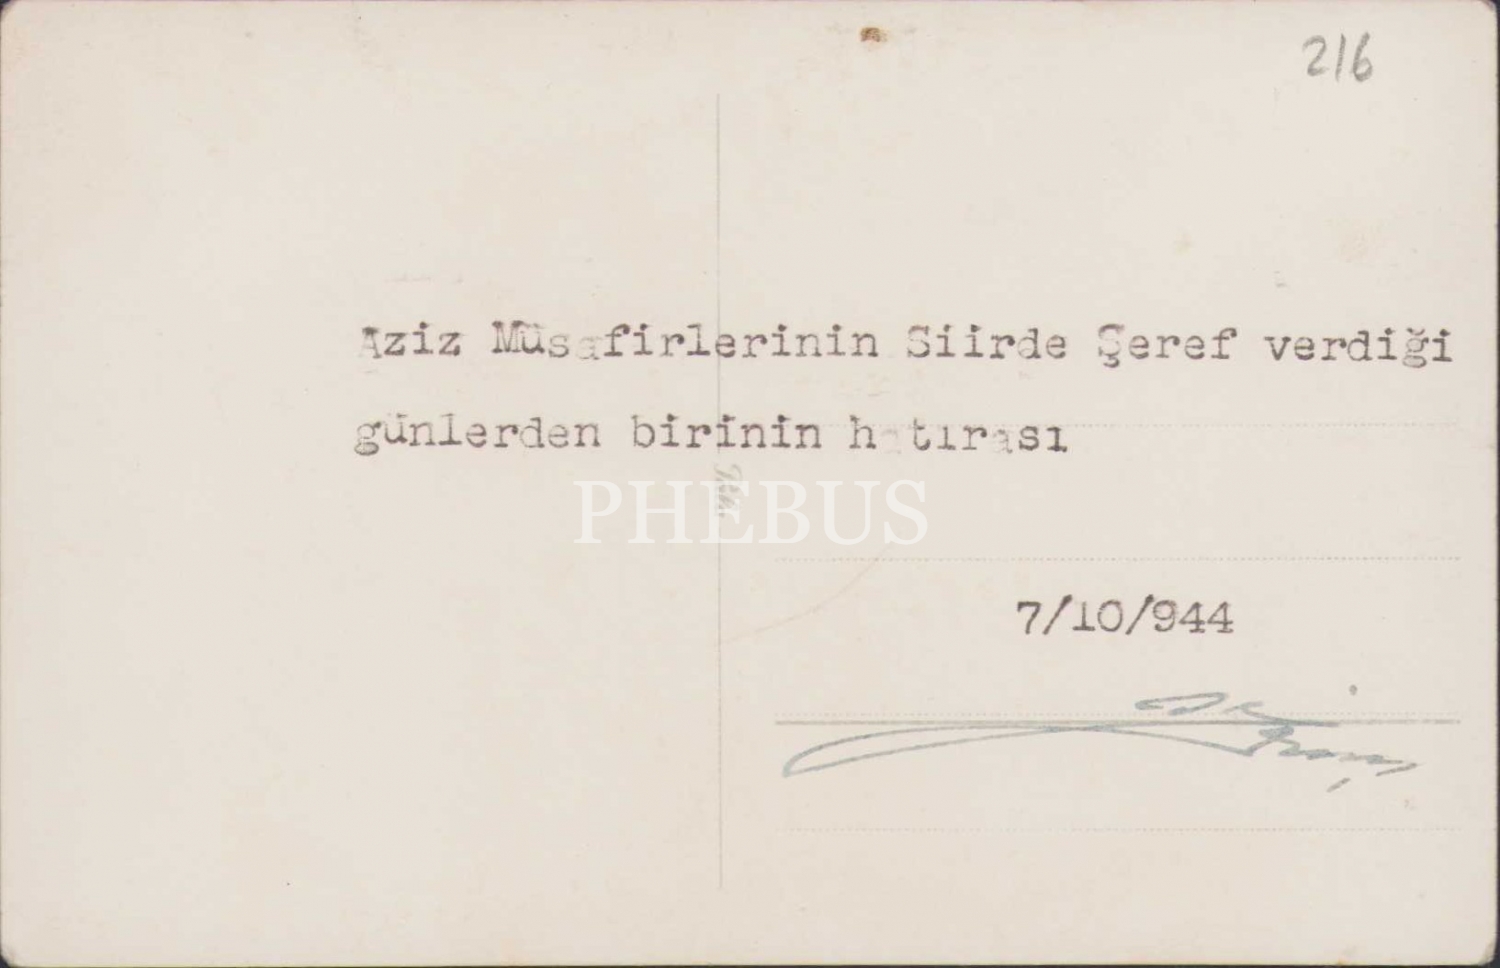 216
Aziz Müsafirlerinin Siirde Şeref verdiği
günlerden birinin hatırası
PHEBUS
7/10/944